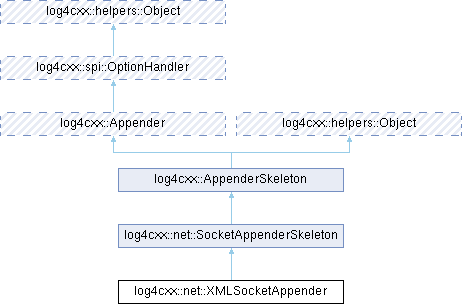 log4cxx::helpers::Object
log4cxx::spi::OptionHandler
log4cxx::Appender
log4cxx::helpers::Object
log4cxx::AppenderSkeleton
log4cxx::net::SocketAppenderSkeleton
log4cxx::net::XMLSocketAppender